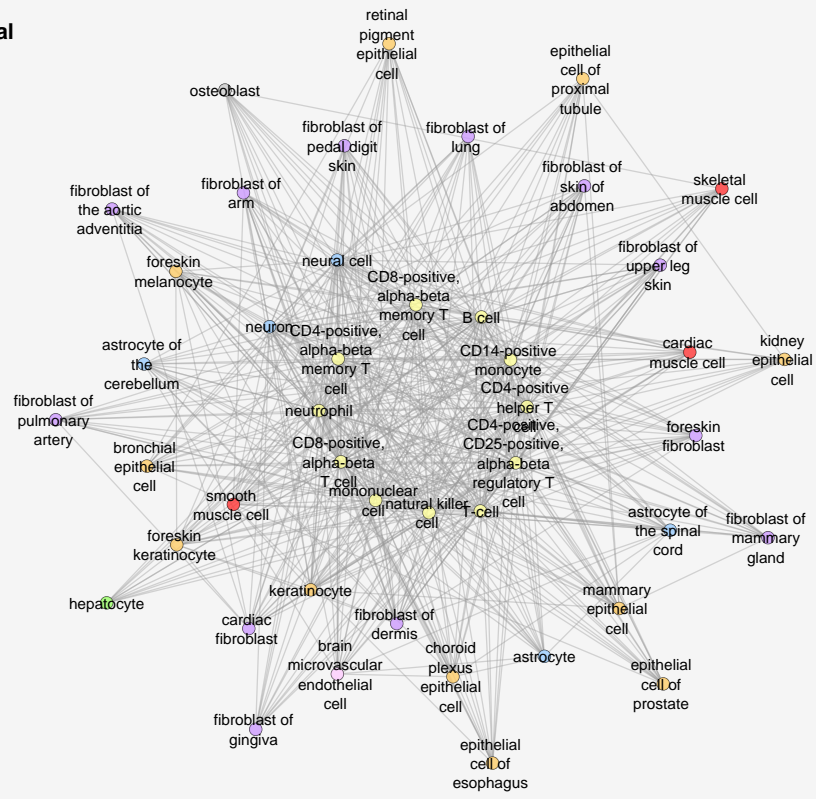 al
retinal
pigment
epithelial
cell
epithelial
cell of
proximal
tubule
osteoblast
fibroblast of
pedal digit
skin
fibroblast of
lung
fibroblast of
skin of
abdomen
skeletal
muscle cell
fibroblast of
the aortic
adventitia
fibroblast of
arm
foreskin
melanocyte
neural cell
fibroblast of
upper leg
skin
CD8-positive,
alpha-beta
memory T
cell
B cell
neuron
CD4-positive,
alpha-beta
memory T
cell
CD14-positive
monocyte
cardiac
muscle cell
kidney
epithelial
cell
astrocyte of
the
cerebellum
CD4-positive
helper T
cell
fibroblast of
pulmonary
artery
neutrophil
CD4-positive,
CD25-positive,
alpha-beta
regulatory T
cell
foreskin
fibroblast
bronchial
epithelial
cell
CD8-positive,
alpha-beta
T cell
mononuclear
cell
natural killer
cell
T-cell
smooth
muscle cell
astrocyte of
the spinal
cord
fibroblast of
mammary
gland
foreskin
keratinocyte
hepatocyte
keratinocyte
mammary
epithelial
cell
cardiac
fibroblast
fibroblast of
dermis
brain
microvascular
endothelial
cell
choroid
plexus
epithelial
cell
astrocyte
epithelial
cell of
prostate
fibroblast of
gingiva
epithelial
cell of
esophagus